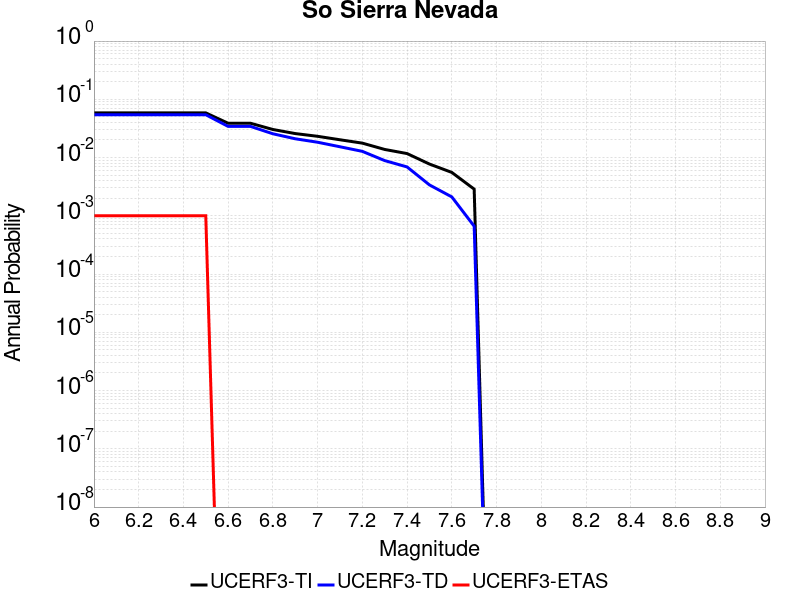 So Sierra Nevada
10^0
10^-1
10^-2
10^-3
10^-4
10^-5
10^-6
10^-7
10^-8
Annual Probability
6 6.2 6.4 6.6 6.8 7 7.2 7.4 7.6 7.8 8 8.2 8.4 8.6 8.8 9
Magnitude
UCERF3-TI UCERF3-TD UCERF3-ETAS